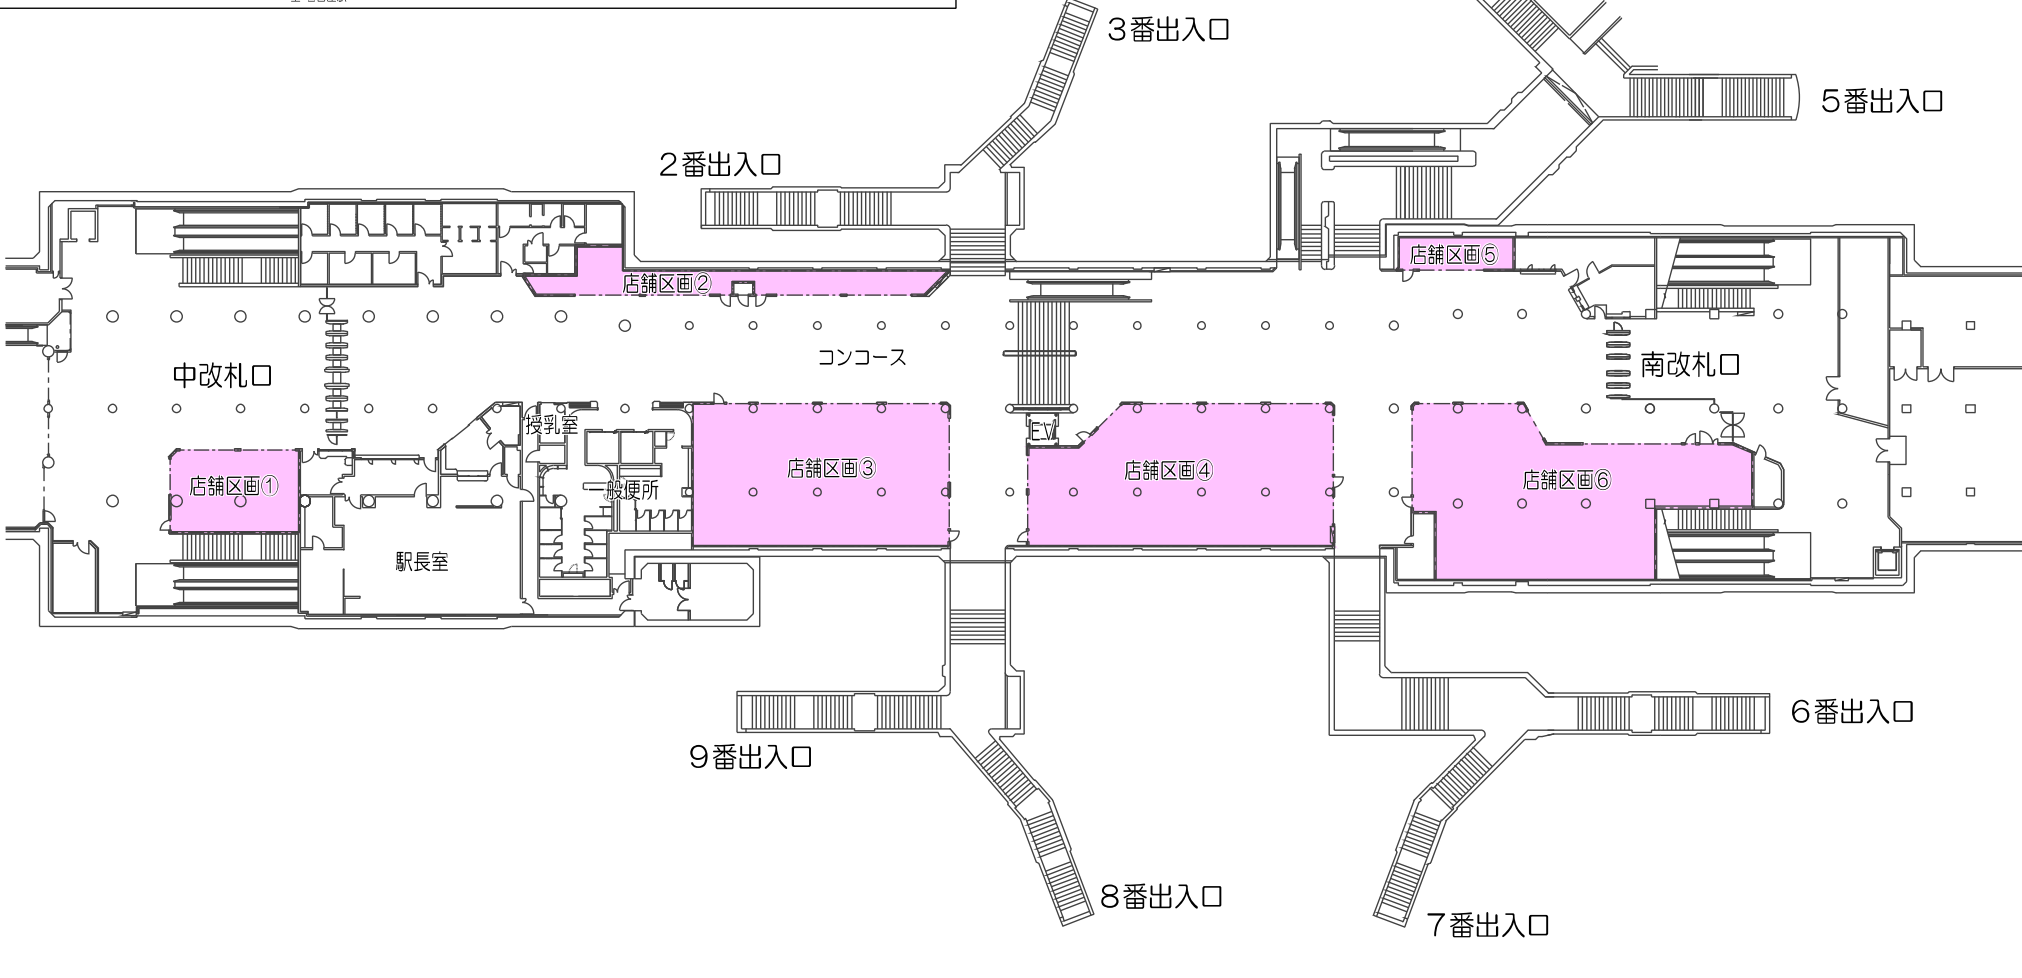 3番出入口
5番出入口
2番出入口
店舗区画⑤
店舗区画②
コンコース
中改札口
南改札口
授乳室
EV
店舗区画③
店舗区画④
店舗区画⑥
店舗区画①
一般便所
駅長室
6番出入口
9番出入口
8番出入口
7番出入口